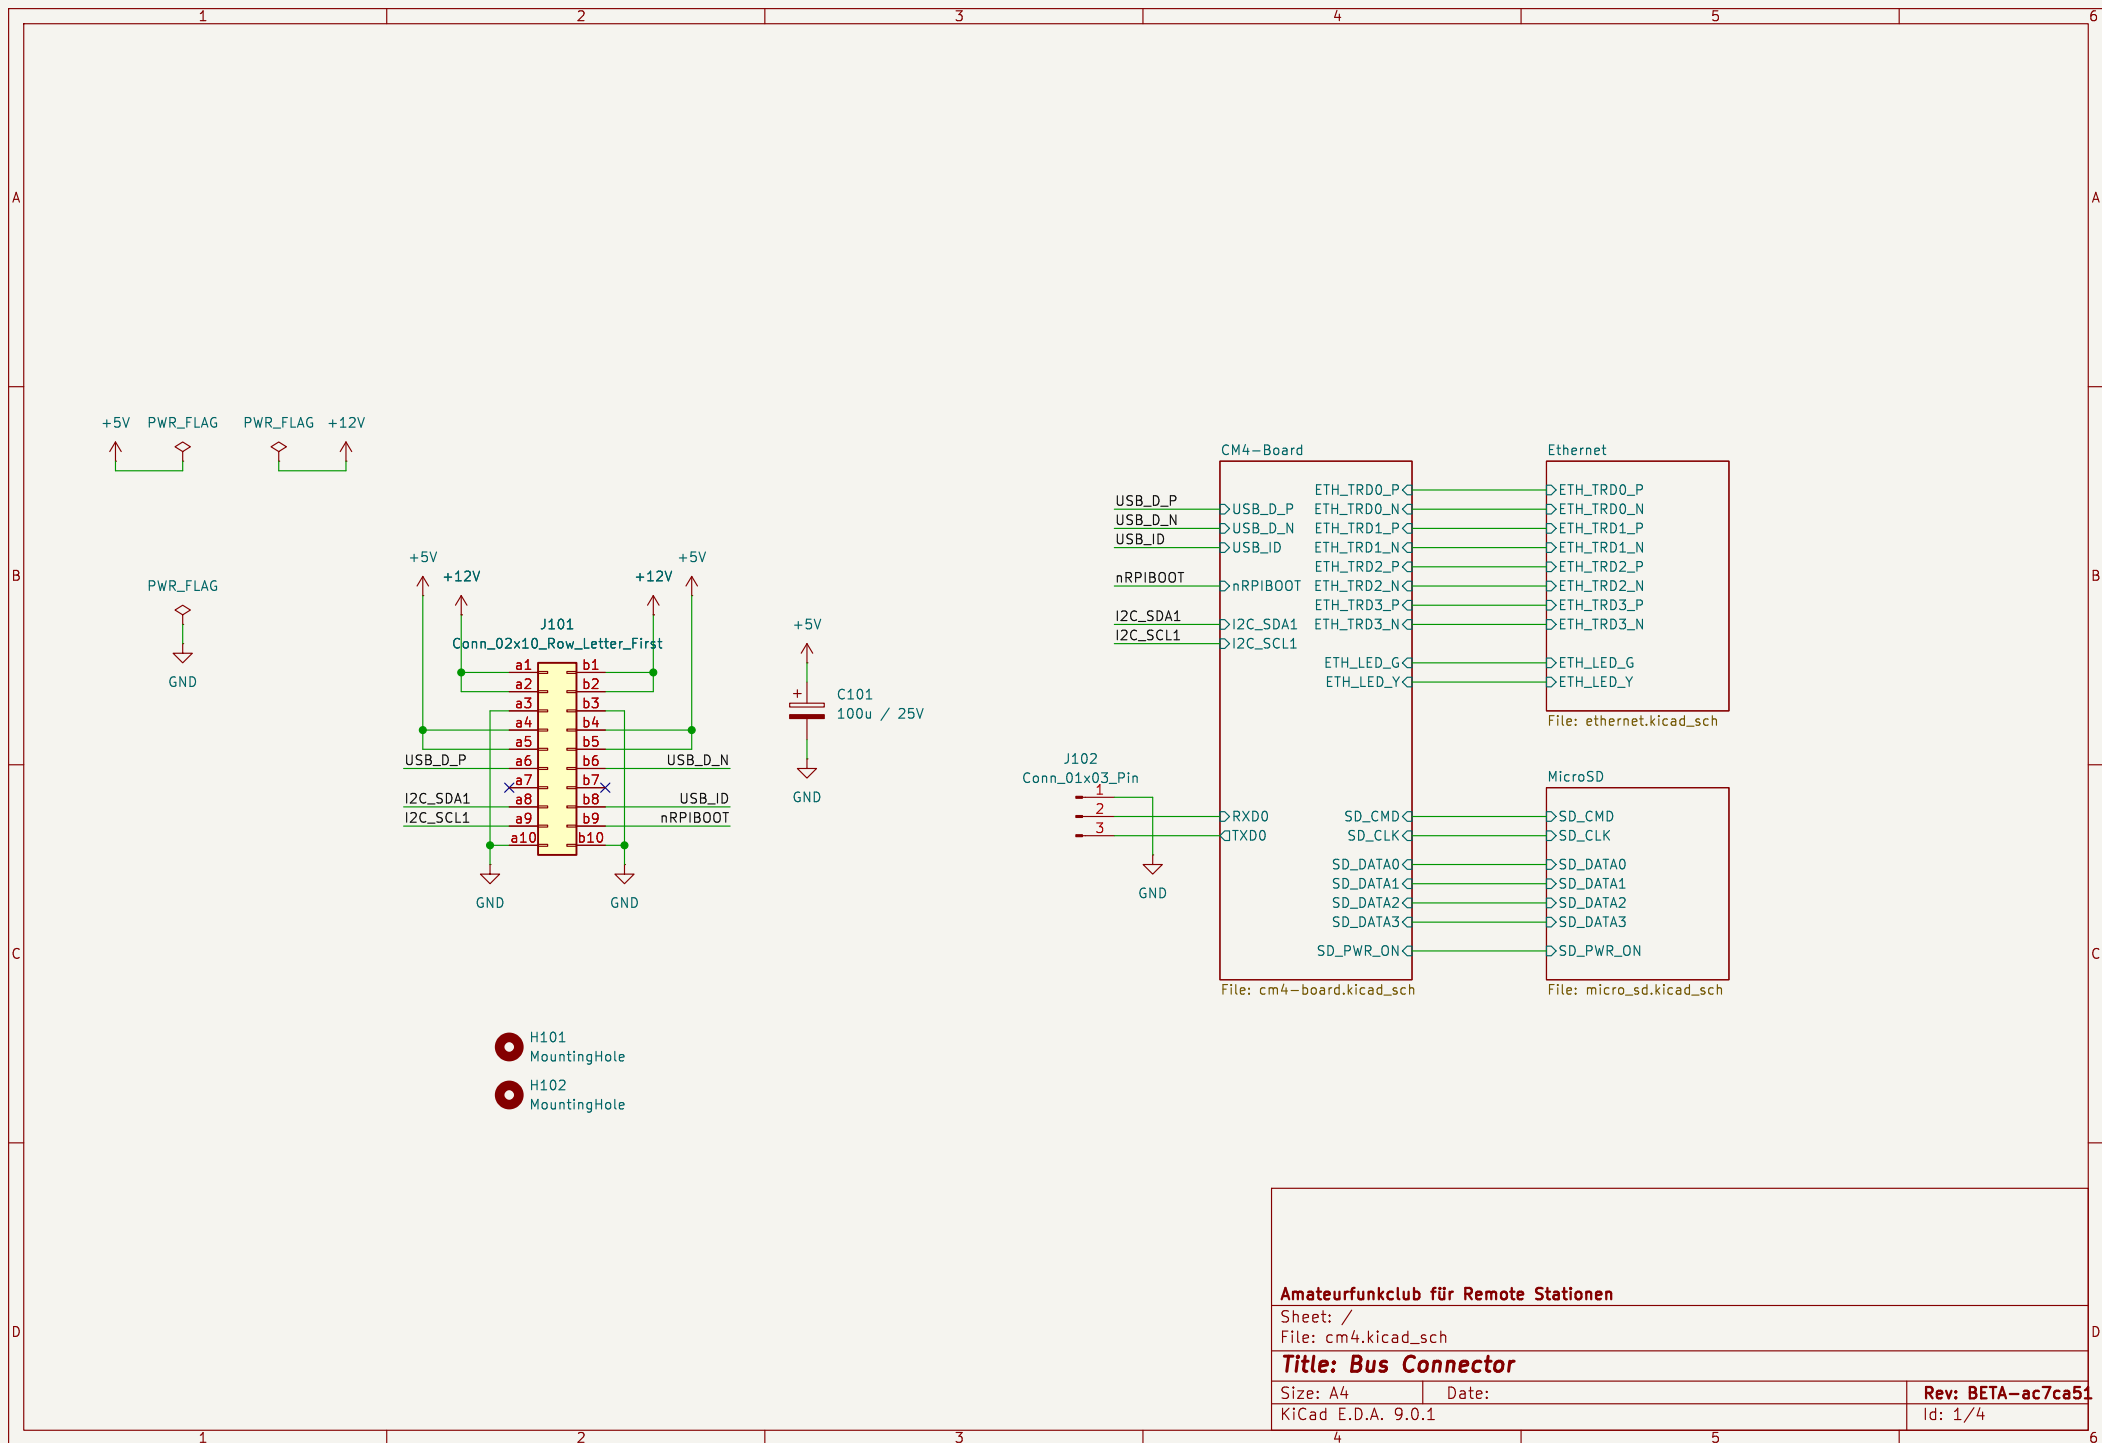 1 2 3 4 5 6
A A
B B
C C
D D
+5V PWR_FLAG PWR_FLAG +12V
PWR_FLAG
GND
+5V +5V
+12V +12V
J101
Conn_02x10_Row_Letter_First
a1 b1
a2 b2
a3 b3
a4 b4
a5 b5
USB_D_P a6 b6 USB_D_N
a7 b7
I2C_SDA1 a8 b8 USB_ID
I2C_SCL1 a9 b9 nRPIBOOT
a10 b10
GND GND
+5V
+
C101
100u / 25V
GND
H101
MountingHole
H102
MountingHole
J102
Conn_01x03_Pin
1
2
3
GND
CM4-Board
USB_D_P
USB_D_N
USB_ID
nRPIBOOT
I2C_SDA1
I2C_SCL1
USB_D_P
USB_D_N
USB_ID
nRPIBOOT
I2C_SDA1
I2C_SCL1
RXD0
TXD0
ETH_TRD0_P
ETH_TRD0_N
ETH_TRD1_P
ETH_TRD1_N
ETH_TRD2_P
ETH_TRD2_N
ETH_TRD3_P
ETH_TRD3_N
ETH_LED_G
ETH_LED_Y
SD_CMD
SD_CLK
SD_DATA0
SD_DATA1
SD_DATA2
SD_DATA3
SD_PWR_ON
File: cm4-board.kicad_sch
Ethernet
ETH_TRD0_P
ETH_TRD0_N
ETH_TRD1_P
ETH_TRD1_N
ETH_TRD2_P
ETH_TRD2_N
ETH_TRD3_P
ETH_TRD3_N
ETH_LED_G
ETH_LED_Y
File: ethernet.kicad_sch
MicroSD
SD_CMD
SD_CLK
SD_DATA0
SD_DATA1
SD_DATA2
SD_DATA3
SD_PWR_ON
File: micro_sd.kicad_sch
Amateurfunkclub für Remote Stationen
Sheet: /
File: cm4.kicad_sch
Title: Bus Connector
Size: A4 Date: Rev: BETA-ac7ca51
KiCad E.D.A. 9.0.1 Id: 1/4
1 2 3 4 5 6